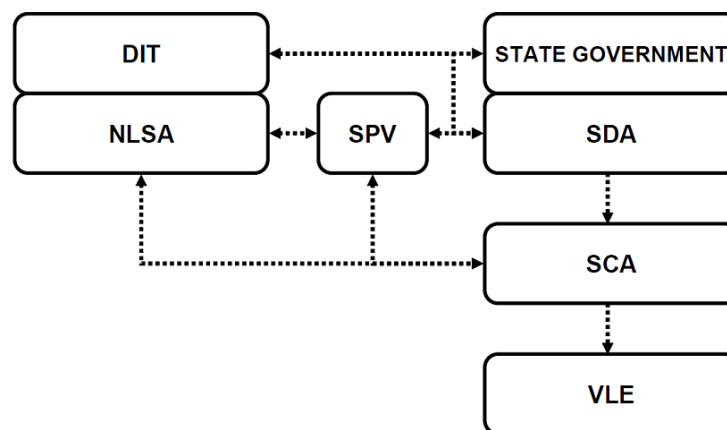 DIT
STATE GOVERNMENT
NLSA
SPV
SDA
SCA
VLE